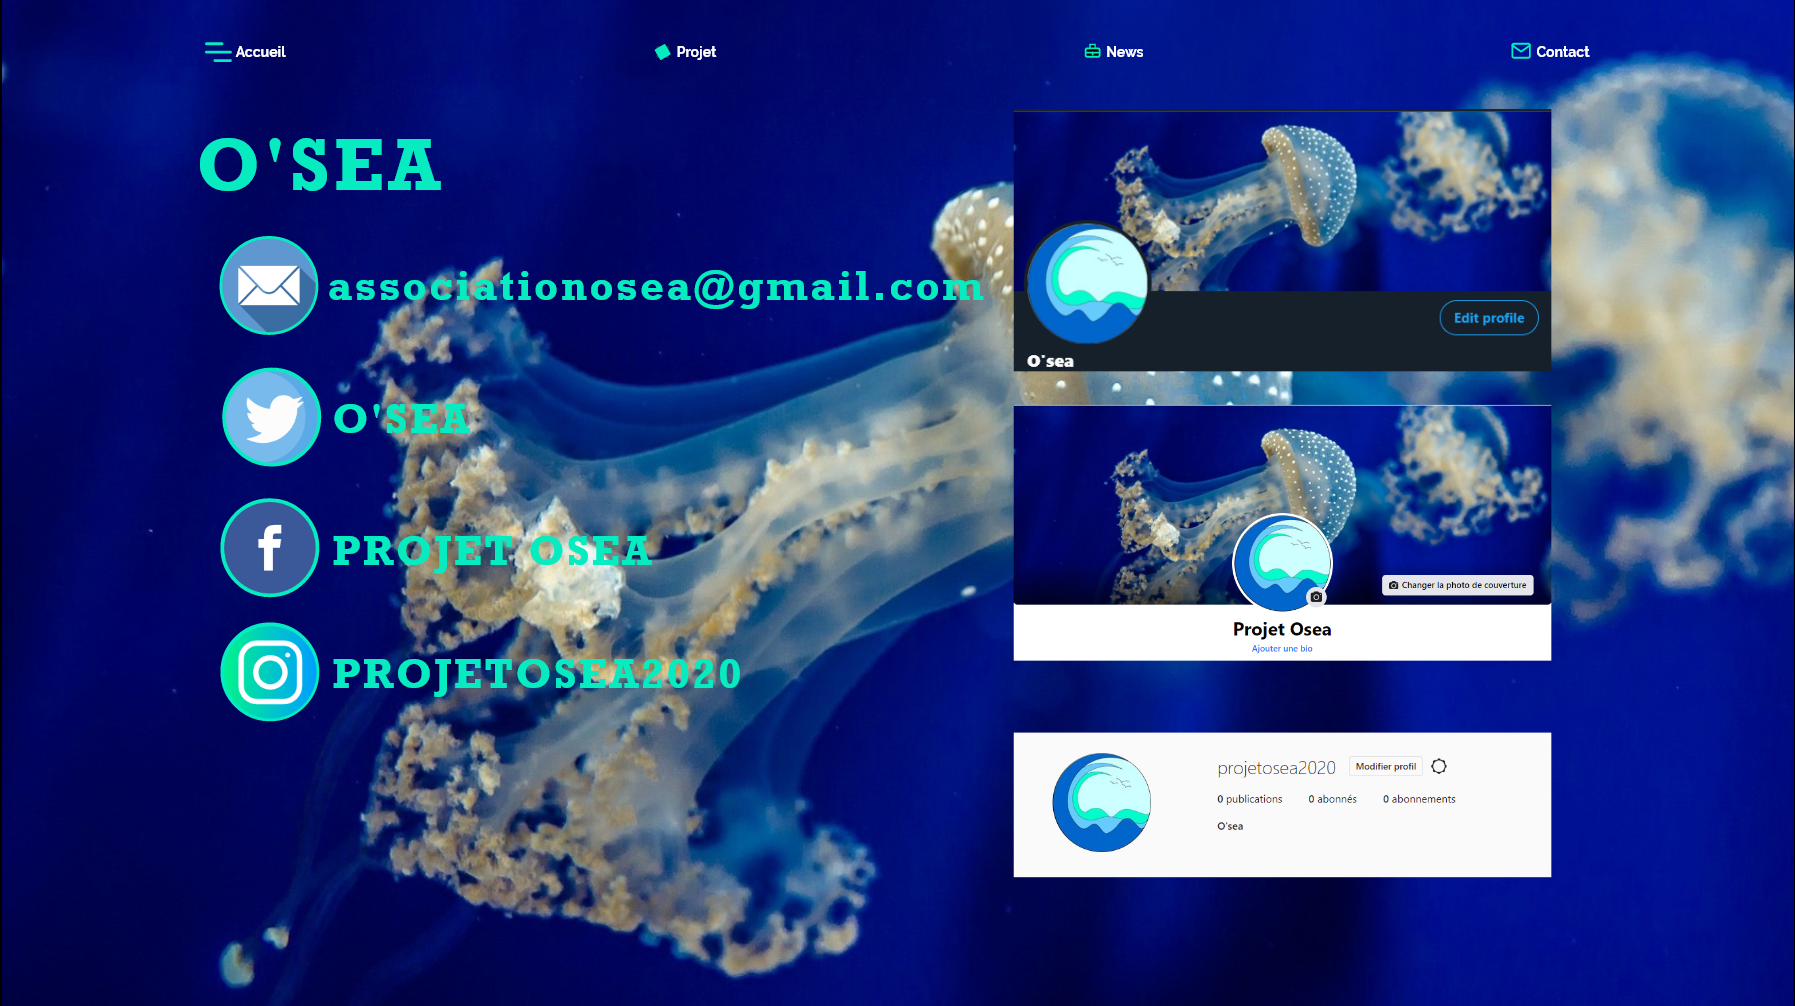 Accueil
Projet
News
Contact
O'SEA
associationosea@gmail.com
O'SEA
PROJET OSEA
PROJETOSEA2020
Edit profile
O'sea
Changer la photo de couverture
Projet Osea
Ajouter une bio
projetosea2020 Modifier profil
0 publications 0 abonnés 0 abonnements
O'sea